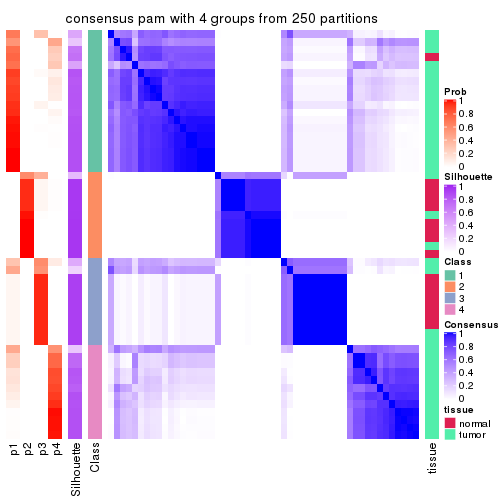 consensus pam with 4 groups from 250 partitions
Prob
1
0.8
0.6
0.4
0.2
0
Silhouette
1
0.8
0.6
0.4
0.2
0
Class
1
2
3
4
Consensus
1
0.8
0.6
0.4
0.2
0
tissue
normal
tumor
p1
p2
p3
p4
Silhouette
Class
tissue